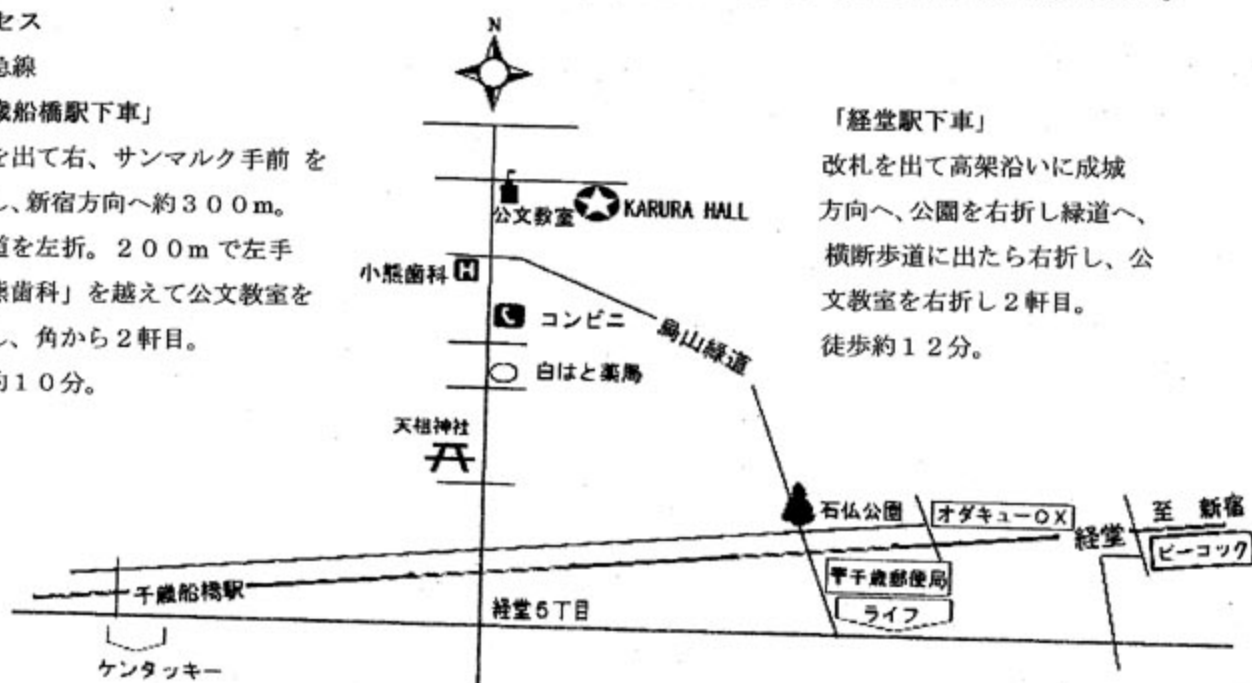 セス
急線
歳船橋駅下車」
を出て右、サンマルク手前 を
し、新宿方向へ約３００ｍ。
道を左折。２００ｍ で左手
熊歯科」を越えて公文教室を
し、角から２軒目。
約１０分。
N
「経堂駅下車」
改札を出て高架沿いに成城
方向へ、公園を右折し緑道へ、
横断歩道に出たら右折し、公
文教室を右折し２軒目。
徒歩約１２分。
公文教室
KARURA HALL
小熊歯科 H
コンビニ
烏山緑道
白はと薬局
天祖神社
石仏公園
オダキューOX
経堂
至 新宿
ピーコック
千歳船橋駅
〒千歳郵便局
経堂5丁目
ライフ
ケンタッキー